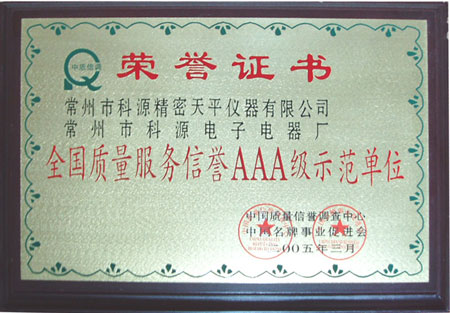 中质信调
荣誉证书
常州市科源精密天平仪器有限公司
常州市科源电子电器厂
全国质量服务信誉AAA级示范单位
中国质量信誉调查中心
中国名牌事业促进会
二〇〇五年三月